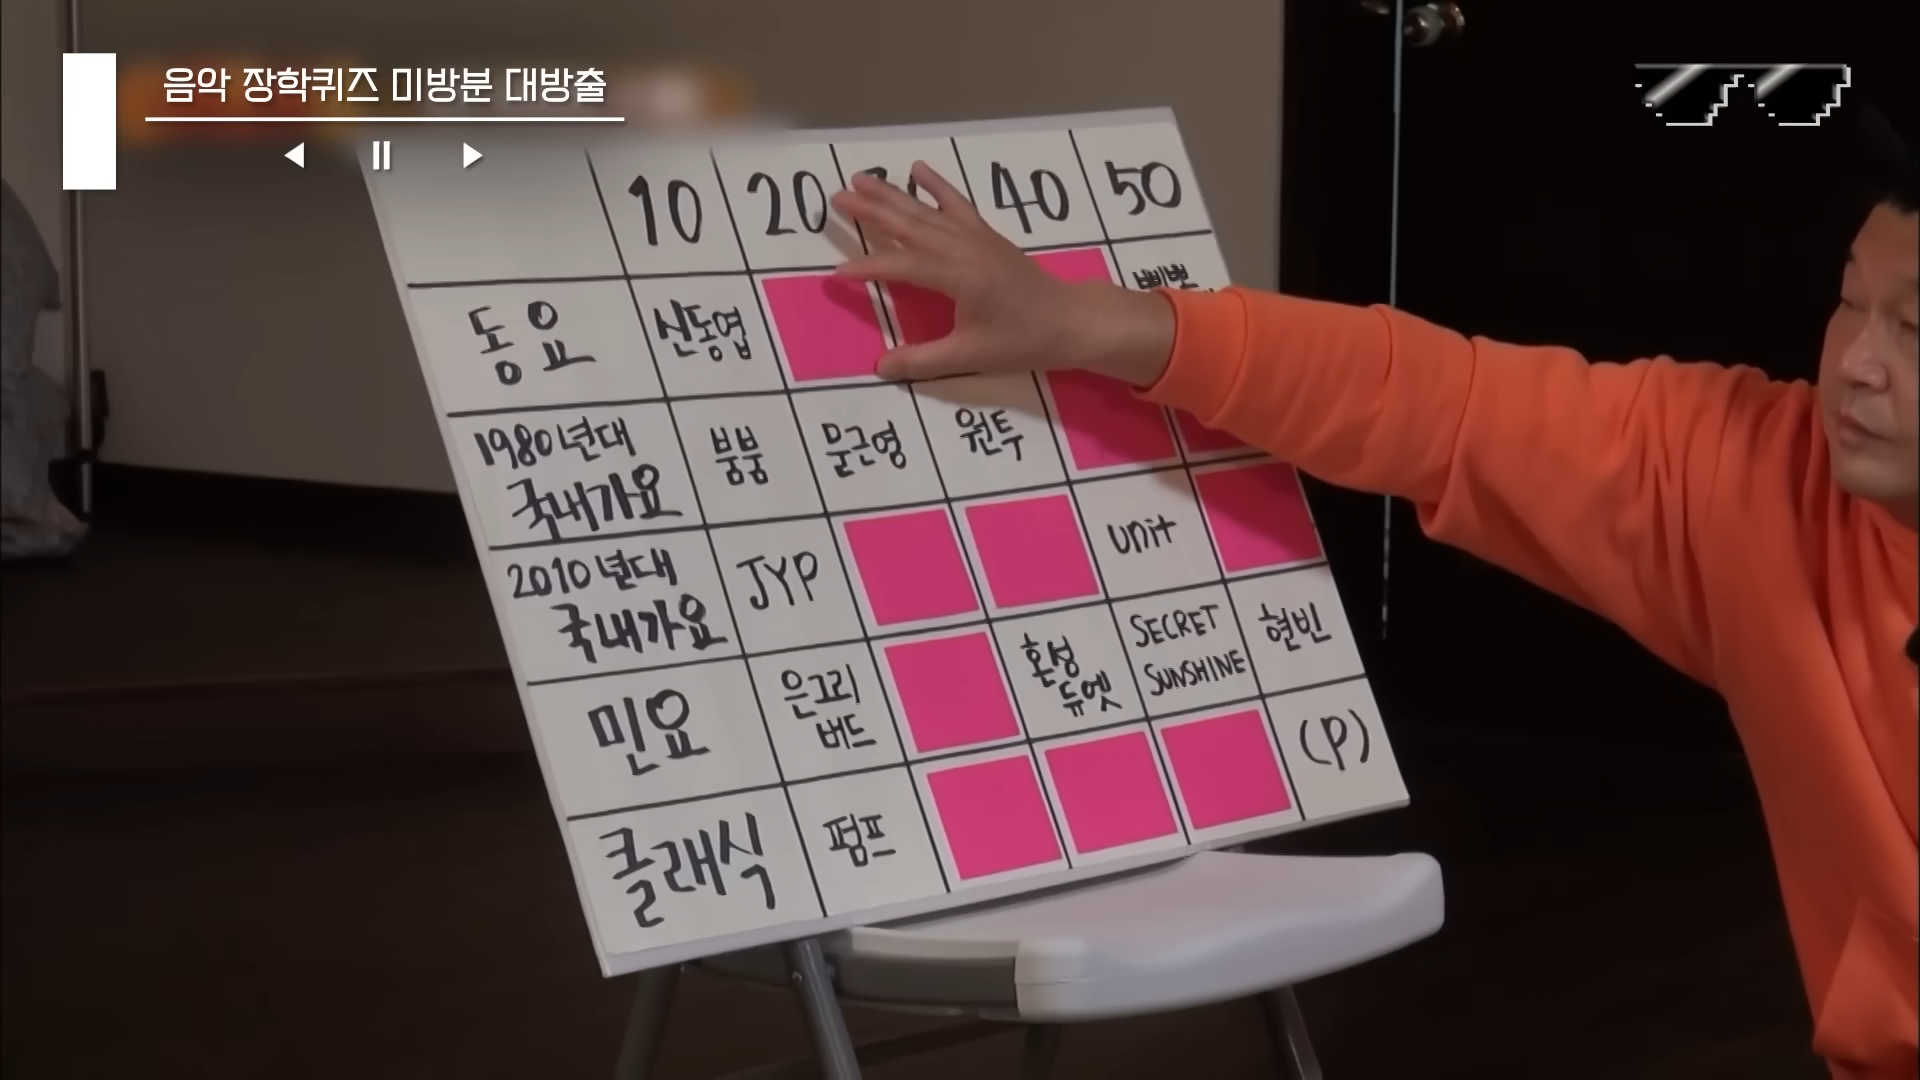 음악 장학퀴즈 미방분 대방출
10 20 40 50
동요 신동엽
1980년대 국내가요 붐붐 문근영 원투
2010년대 국내가요 JYP unit
민요 은그리 버드 혼성 듀엣 SECRET SUNSHINE 현빈
클래식 펌프 (P)